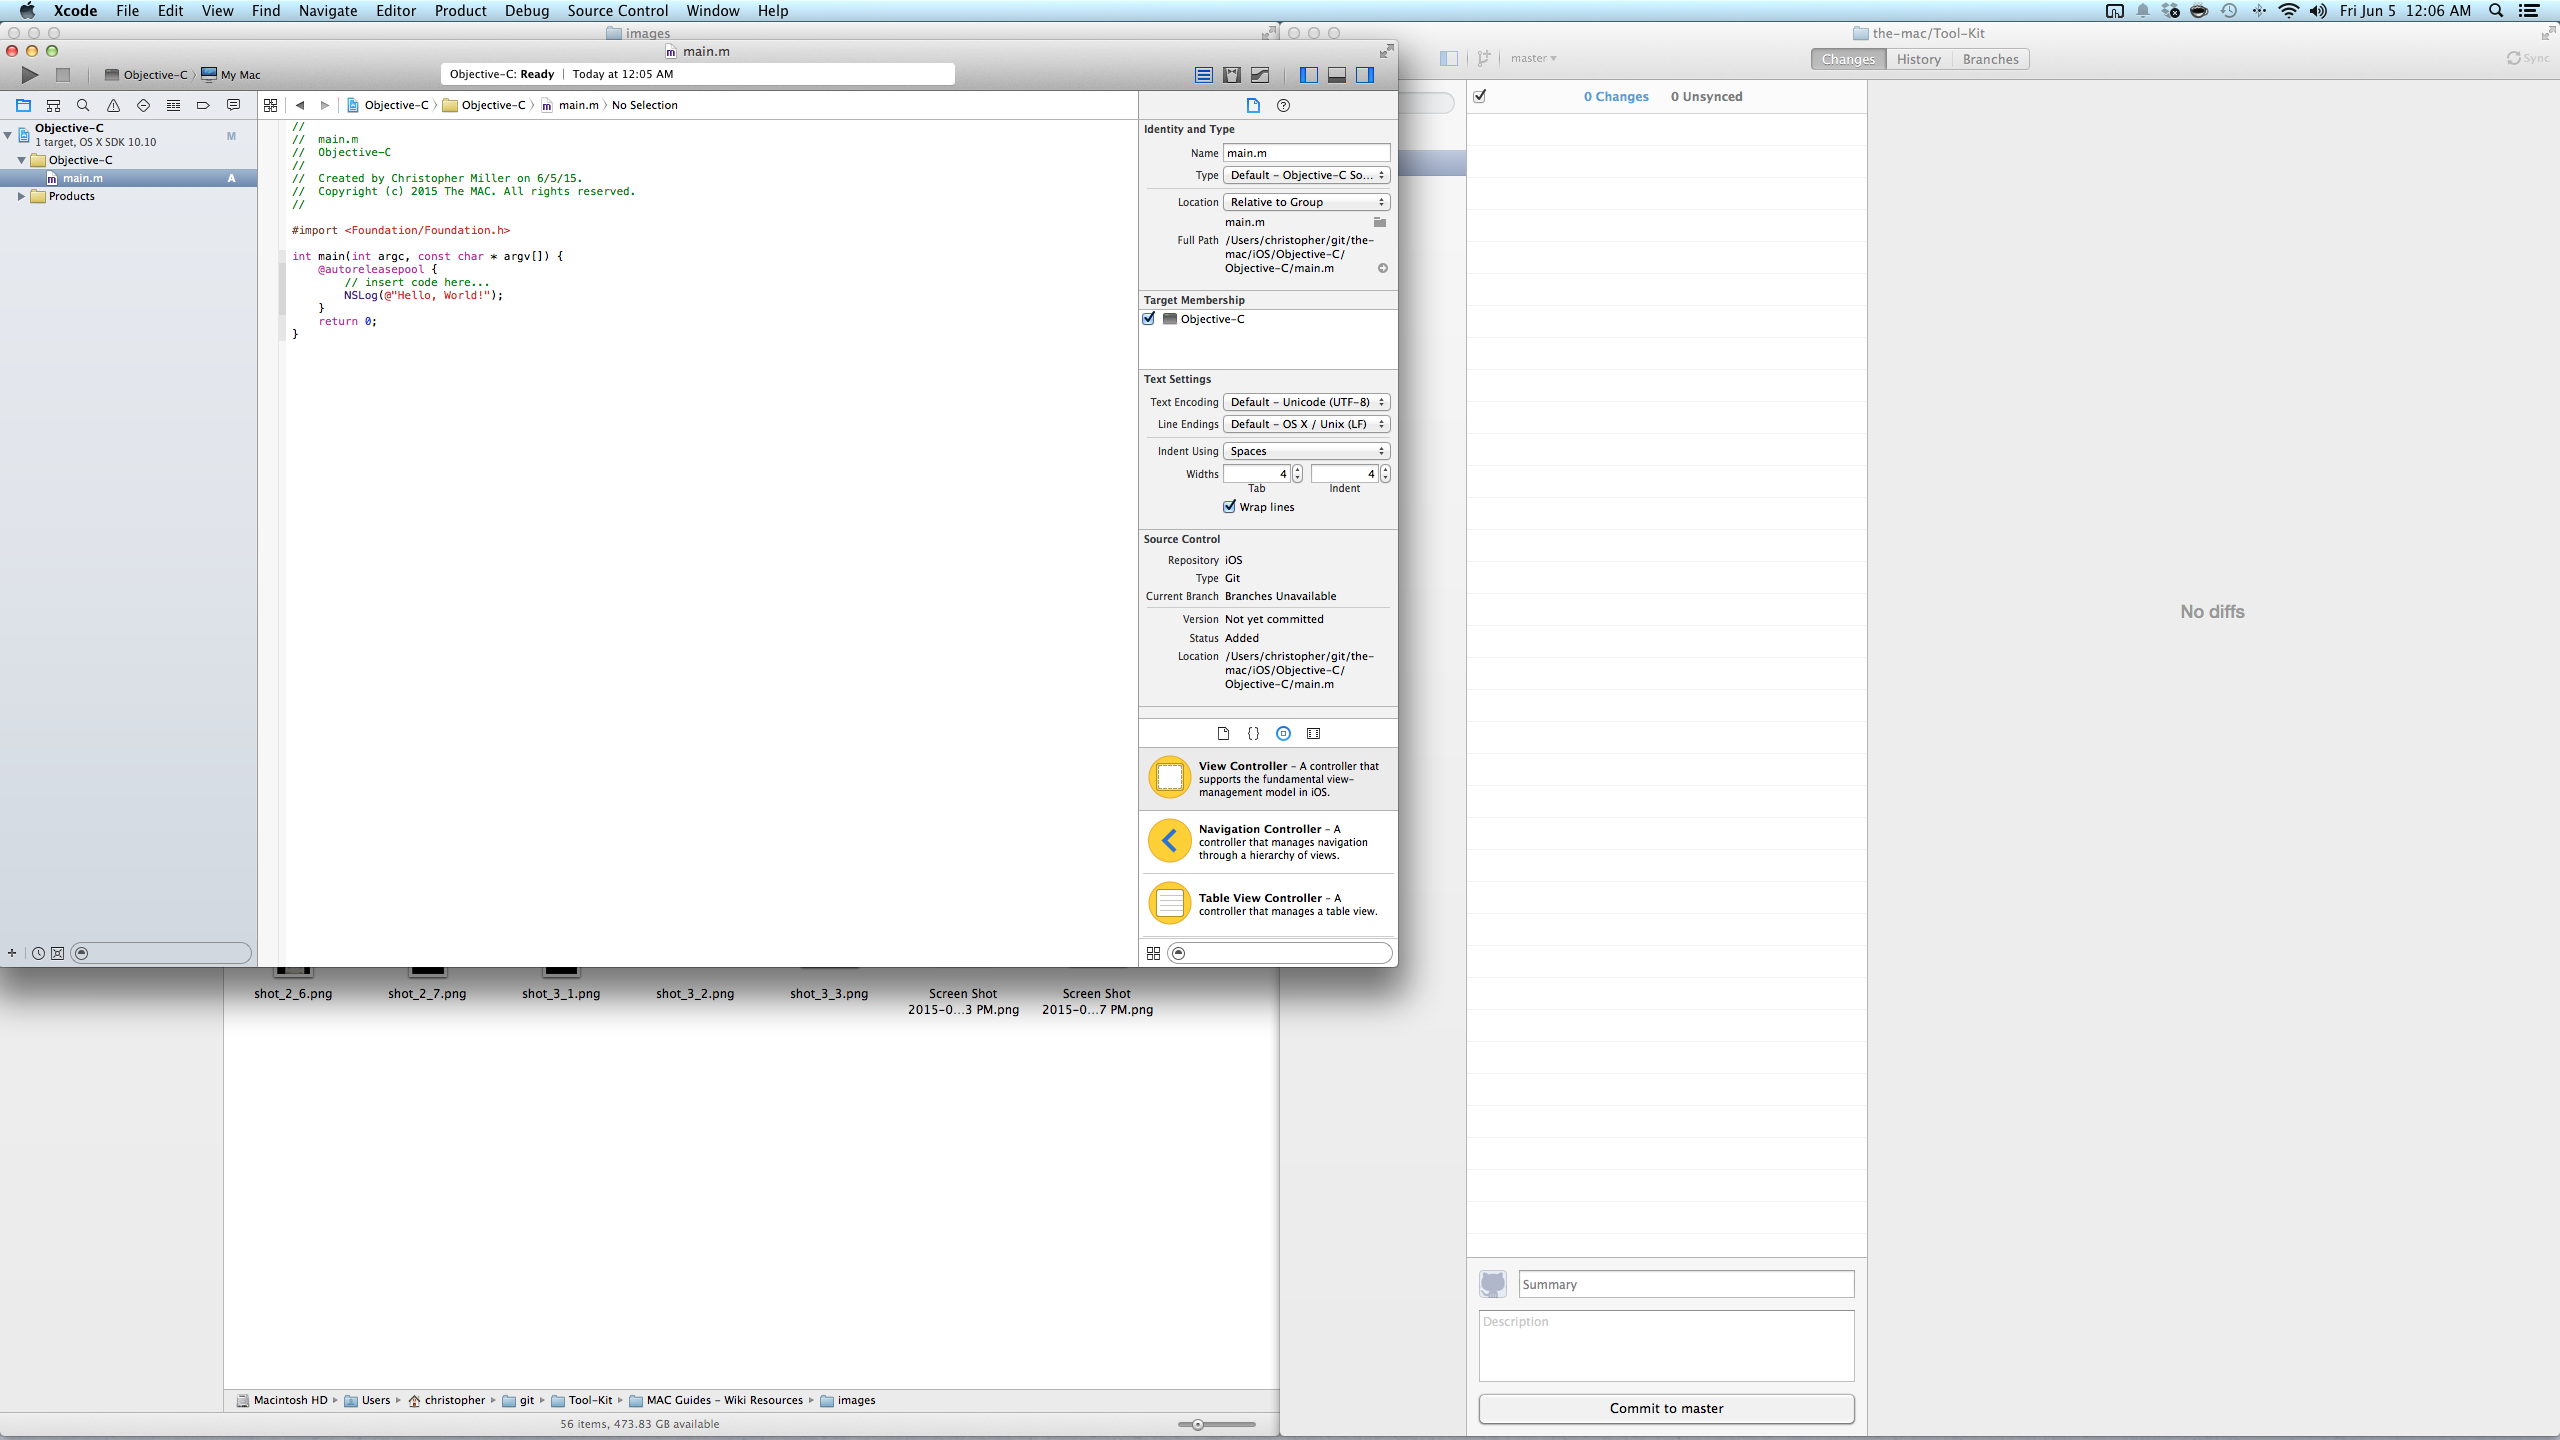 Xcode File Edit View Find Navigate Editor Product Debug Source Control Window Help
Fri Jun 5 12:06 AM
images
main.m
Objective-C 〉 My Mac
Objective-C: Ready | Today at 12:05 AM
Objective-C 〉 Objective-C 〉 main.m 〉 No Selection
Objective-C
M
1 target, OS X SDK 10.10
Objective-C
main.m
A
Products
//
//  main.m
//  Objective-C
//
//  Created by Christopher Miller on 6/5/15.
//  Copyright (c) 2015 The MAC. All rights reserved.
//
#import <Foundation/Foundation.h>
int main(int argc, const char * argv[]) {
    @autoreleasepool {
        // insert code here...
        NSLog(@"Hello, World!");
    }
    return 0;
}
Identity and Type
Name main.m
Type Default - Objective-C So...
Location Relative to Group
main.m
Full Path /Users/christopher/git/the-
mac/iOS/Objective-C/
Objective-C/main.m
Target Membership
Objective-C
Text Settings
Text Encoding Default - Unicode (UTF-8)
Line Endings Default - OS X / Unix (LF)
Indent Using Spaces
Widths 4 4
Tab Indent
Wrap lines
Source Control
Repository iOS
Type Git
Current Branch Branches Unavailable
Version Not yet committed
Status Added
Location /Users/christopher/git/the-
mac/iOS/Objective-C/
Objective-C/main.m
{}
View Controller - A controller that
supports the fundamental view-
management model in iOS.
Navigation Controller - A
controller that manages navigation
through a hierarchy of views.
Table View Controller - A
controller that manages a table view.
shot_2_6.png shot_2_7.png shot_3_1.png shot_3_2.png shot_3_3.png Screen Shot Screen Shot
2015-0...3 PM.png 2015-0...7 PM.png
Macintosh HD ▸ Users ▸ christopher ▸ git ▸ Tool-Kit ▸ MAC Guides - Wiki Resources ▸ images
56 items, 473.83 GB available
the-mac/Tool-Kit
master
Changes History Branches
Sync
0 Changes 0 Unsynced
No diffs
Summary
Description
Commit to master